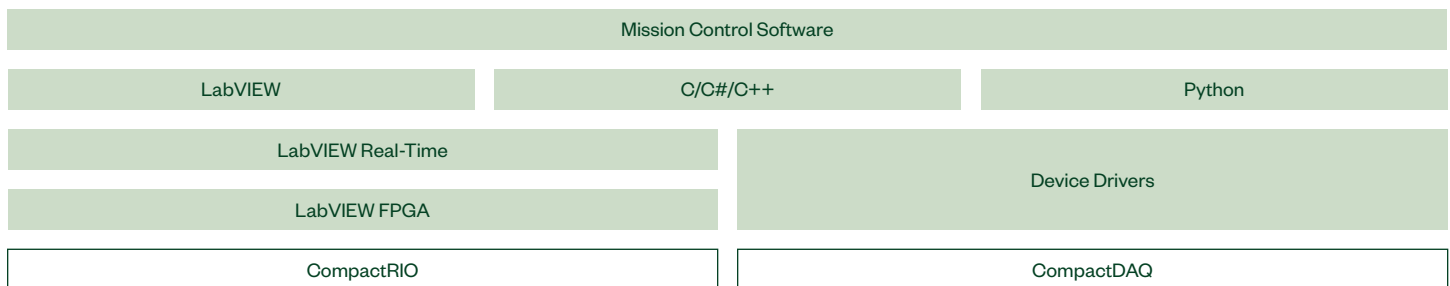 Mission Control Software
LabVIEW
C/C#/C++
Python
LabVIEW Real-Time
Device Drivers
LabVIEW FPGA
CompactRIO
CompactDAQ